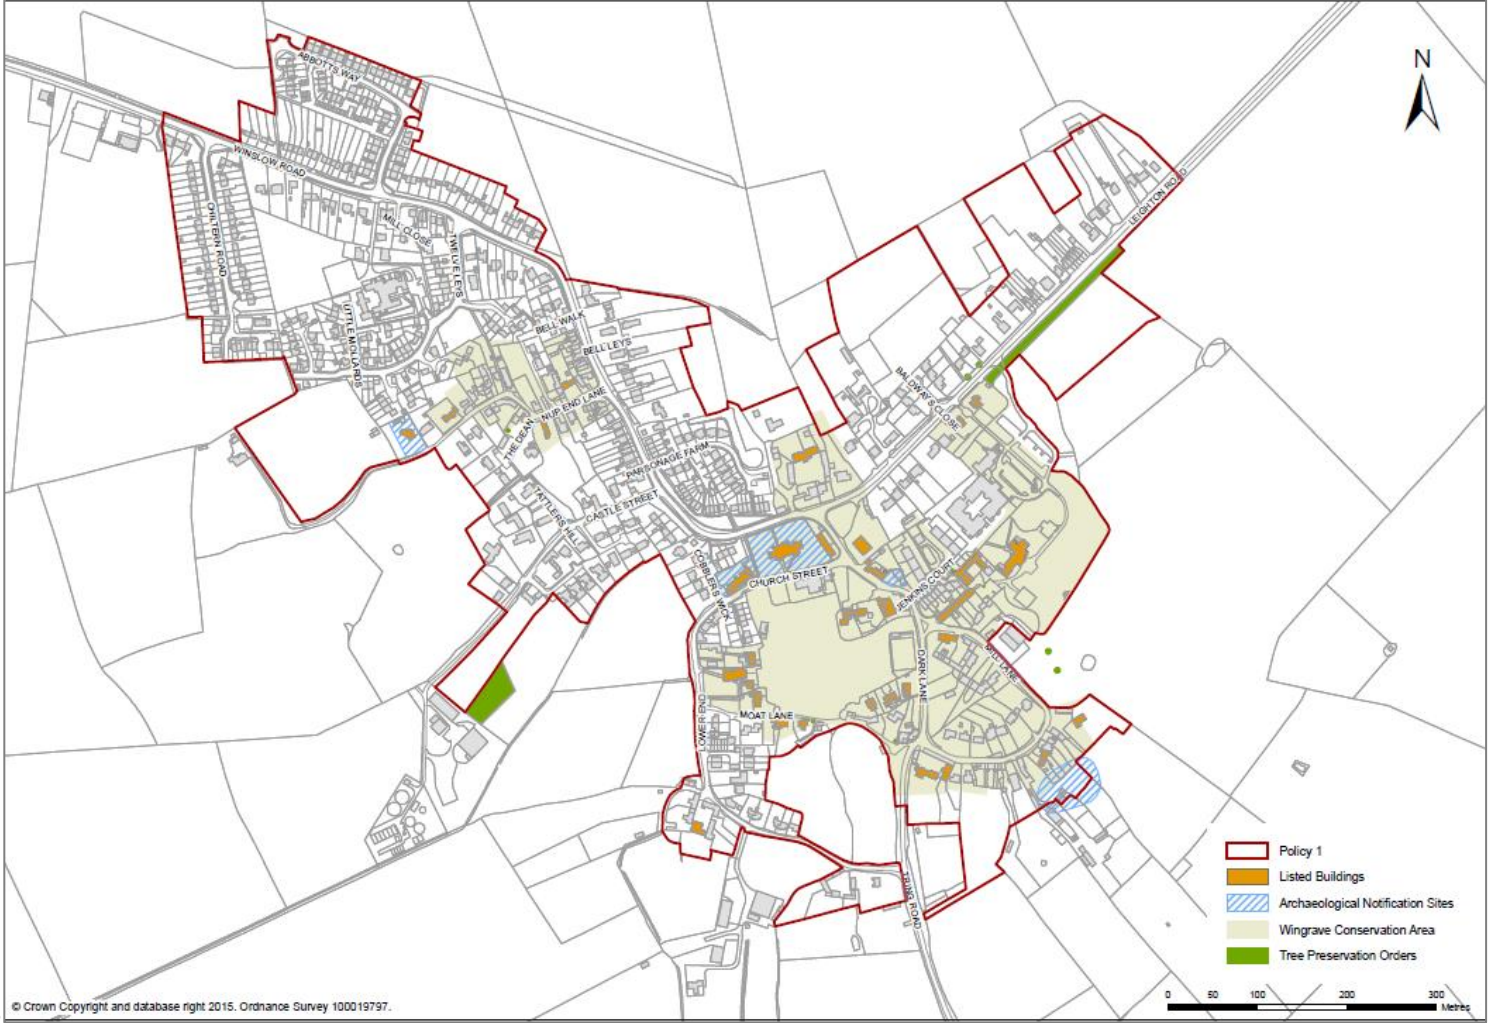 N
ABBOTTS WAY
WINSLOW ROAD
CHILTERN ROAD
MILL CLOSE
TWELVE LEYS
LEIGHTON ROAD
LITTLE MOLLARDS
BELL WALK
BELL LEYS
BALDWAYS CLOSE
NUP END LANE
THE DEAN
PARSONAGE FARM
CASTLE STREET
TATTLERS HILL
COBBLERS WICK
CHURCH STREET
JENKINS COURT
DARK LANE
MILL LANE
MOAT LANE
LOWER END
TRING ROAD
Policy 1
Listed Buildings
Archaeological Notification Sites
Wingrave Conservation Area
Tree Preservation Orders
0 50 100 200 300
Metres
© Crown Copyright and database right 2015. Ordnance Survey 100019797.